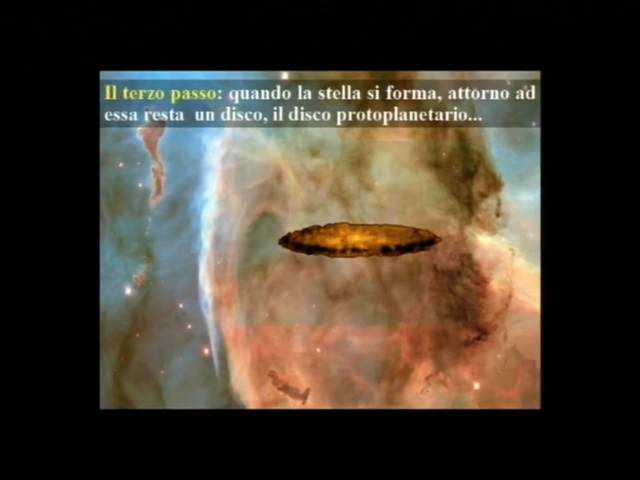 Il terzo passo: quando la stella si forma, attorno ad
essa resta un disco, il disco protoplanetario...